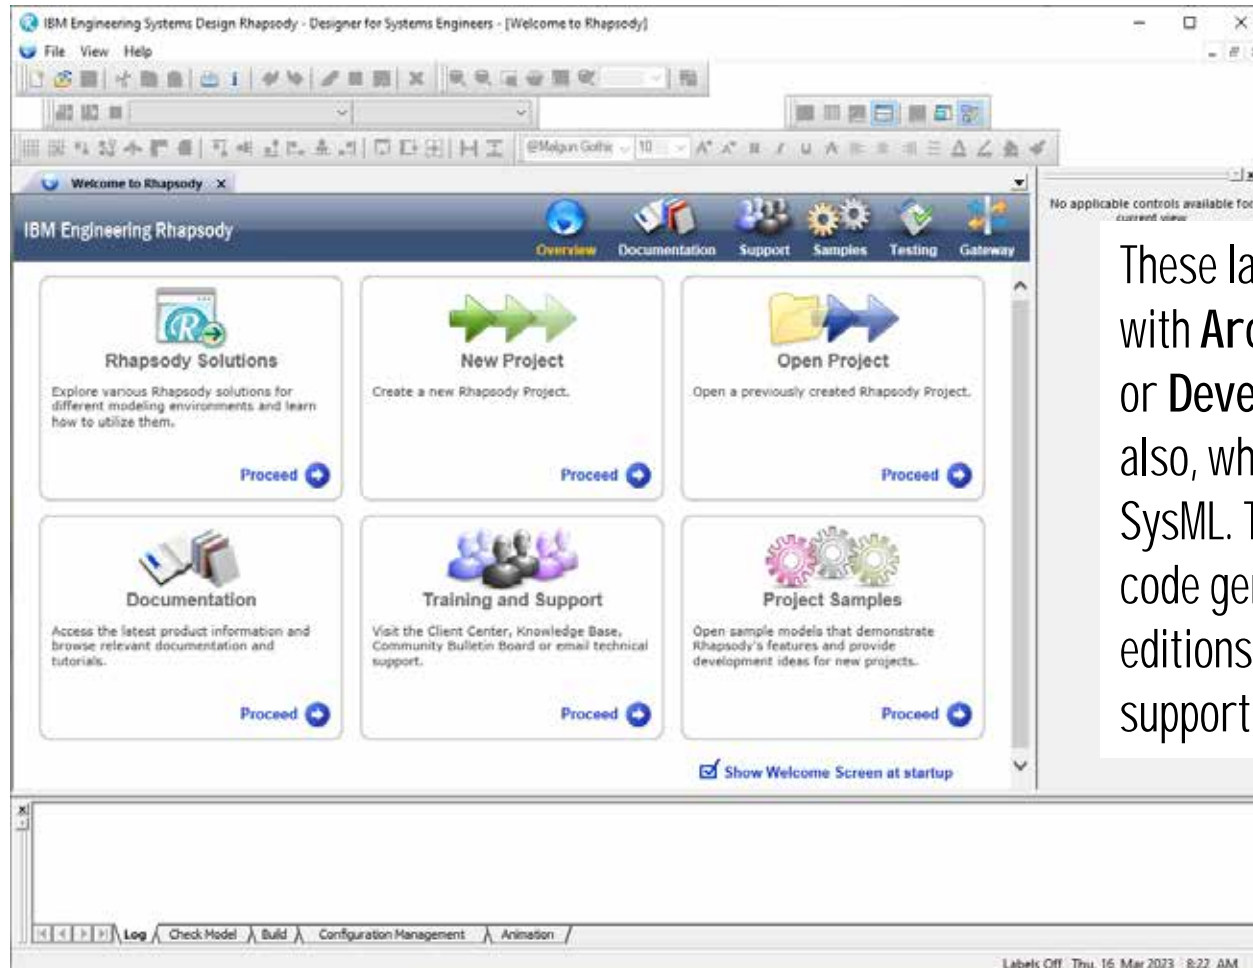 IBM Engineering Systems Design Rhapsody - Designer for Systems Engineers - [Welcome to Rhapsody]
File View Help
@Malgun Gothic 10
Welcome to Rhapsody x
No applicable controls available for
current view
IBM Engineering Rhapsody
Overview Documentation Support Samples Testing Gateway
Rhapsody Solutions
Explore various Rhapsody solutions for
different modeling environments and learn
how to utilize them.
Proceed
New Project
Create a new Rhapsody Project.
Proceed
Open Project
Open a previously created Rhapsody Project.
Proceed
Documentation
Access the latest product information and
browse relevant documentation and
tutorials.
Proceed
Training and Support
Visit the Client Center, Knowledge Base,
Community Bulletin Board or email technical
support.
Proceed
Project Samples
Open sample models that demonstrate
Rhapsody's features and provide
development ideas for new projects.
Proceed
Show Welcome Screen at startup
These la
with Arc
or Deve
also, wh
SysML. T
code ge
editions
support
Log Check Model Build Configuration Management Animation
Labels Off Thu, 16 Mar 2023 8:22 AM